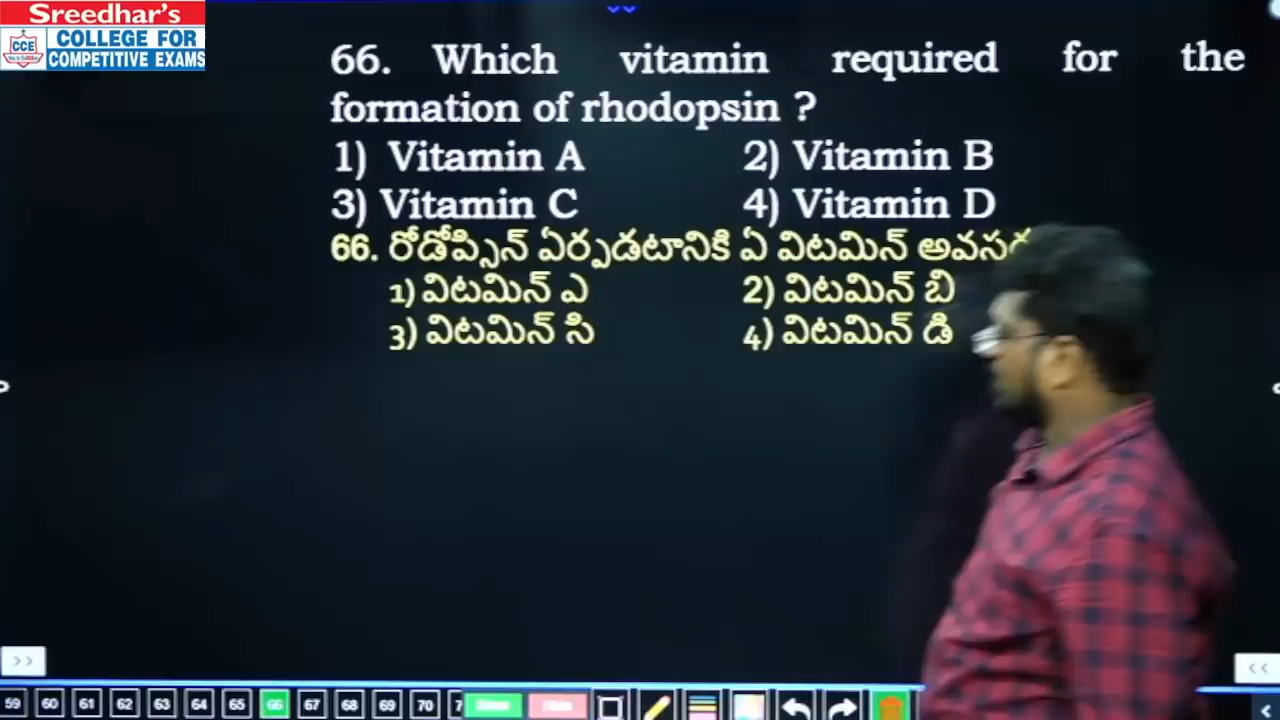 Sreedhar's
CCE
COLLEGE FOR
COMPETITIVE EXAMS
66. Which vitamin required for the
formation of rhodopsin ?
1) Vitamin A 2) Vitamin B
3) Vitamin C 4) Vitamin D
66. రోడోప్సిన్ ఏర్పడటానికి ఏ విటమిన్
1) విటమిన్ ఎ 2) విటమిన్ బి
3) విటమిన్ సి 4) విటమిన్ డి
>> <<
59 60 61 62 63 64 65 66 67 68 69 70